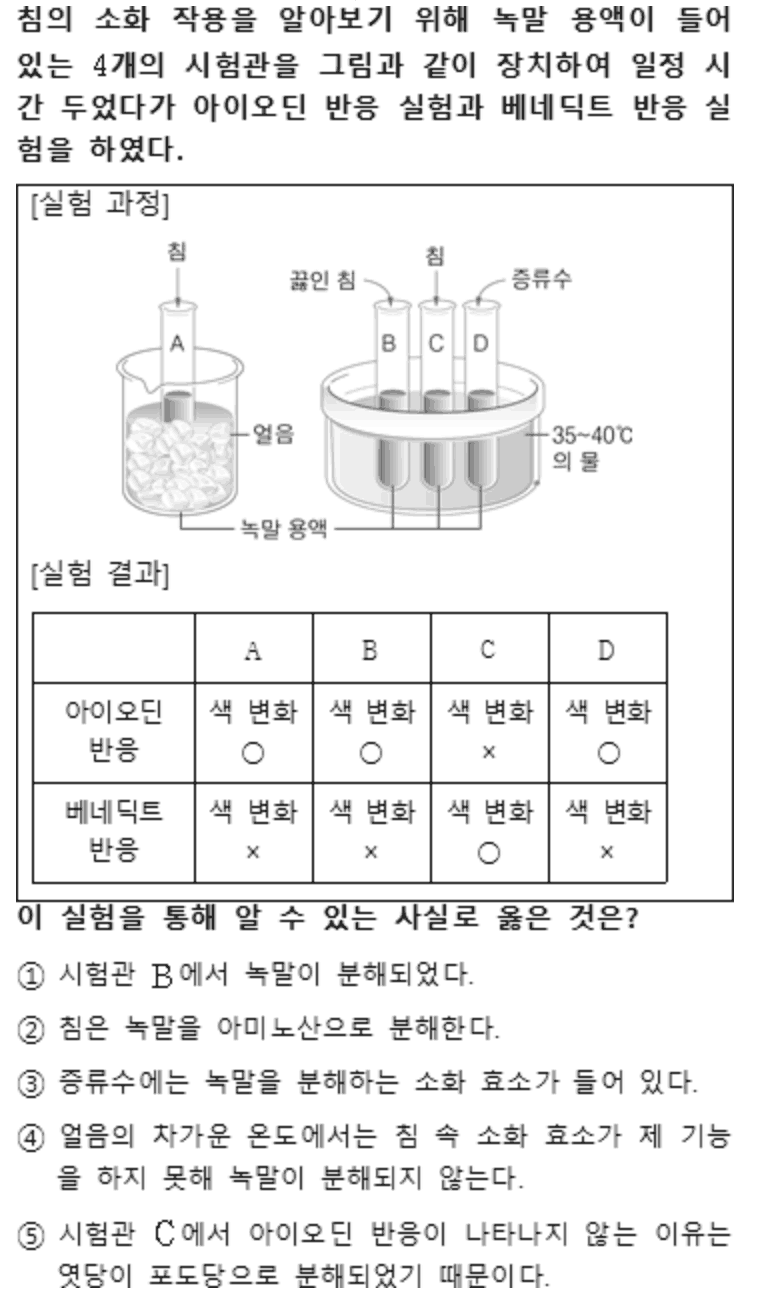 침의 소화 작용을 알아보기 위해 녹말 용액이 들어
있는 4개의 시험관을 그림과 같이 장치하여 일정 시
간 두었다가 아이오딘 반응 실험과 베네딕트 반응 실
험을 하였다.
[실험 과정]
침
A
얼음
끓인 침
침
증류수
B C D
35~40℃
의 물
녹말 용액
[실험 결과]
A B C D
아이오딘 색 변화 색 변화 색 변화 색 변화
반응 ○ ○ × ○
베네딕트 색 변화 색 변화 색 변화 색 변화
반응 × × ○ ×
이 실험을 통해 알 수 있는 사실로 옳은 것은?
① 시험관 B에서 녹말이 분해되었다.
② 침은 녹말을 아미노산으로 분해한다.
③ 증류수에는 녹말을 분해하는 소화 효소가 들어 있다.
④ 얼음의 차가운 온도에서는 침 속 소화 효소가 제 기능
을 하지 못해 녹말이 분해되지 않는다.
⑤ 시험관 C에서 아이오딘 반응이 나타나지 않는 이유는
엿당이 포도당으로 분해되었기 때문이다.